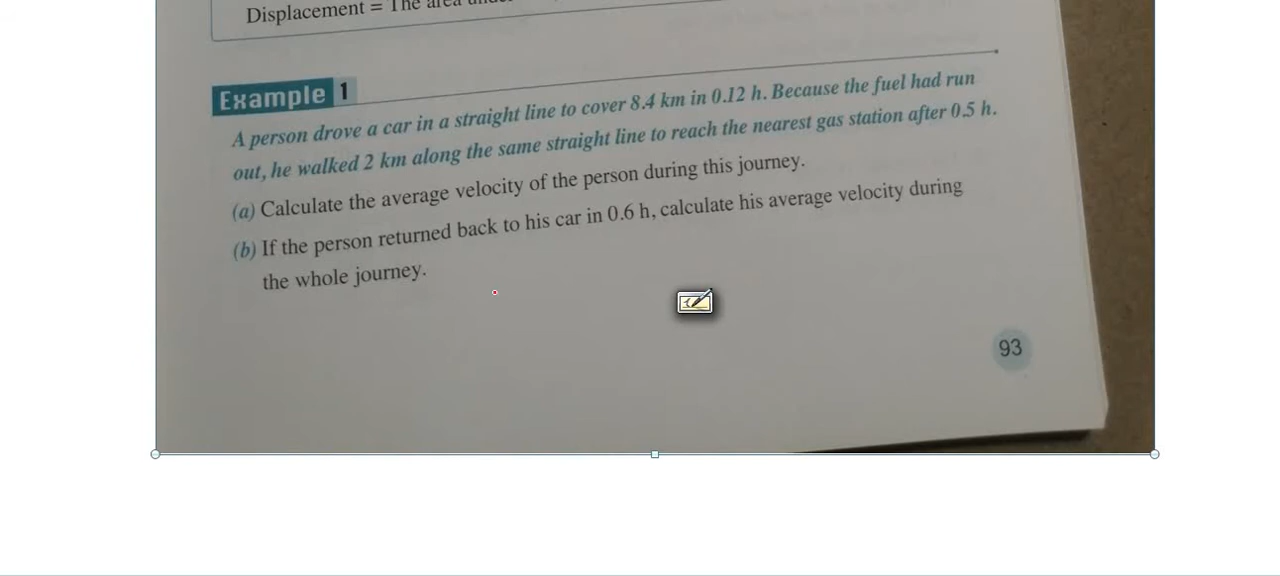 Displacement = The area
Example 1
A person drove a car in a straight line to cover 8.4 km in 0.12 h. Because the fuel had run
out, he walked 2 km along the same straight line to reach the nearest gas station after 0.5 h.
(a) Calculate the average velocity of the person during this journey.
(b) If the person returned back to his car in 0.6 h, calculate his average velocity during
the whole journey.
93